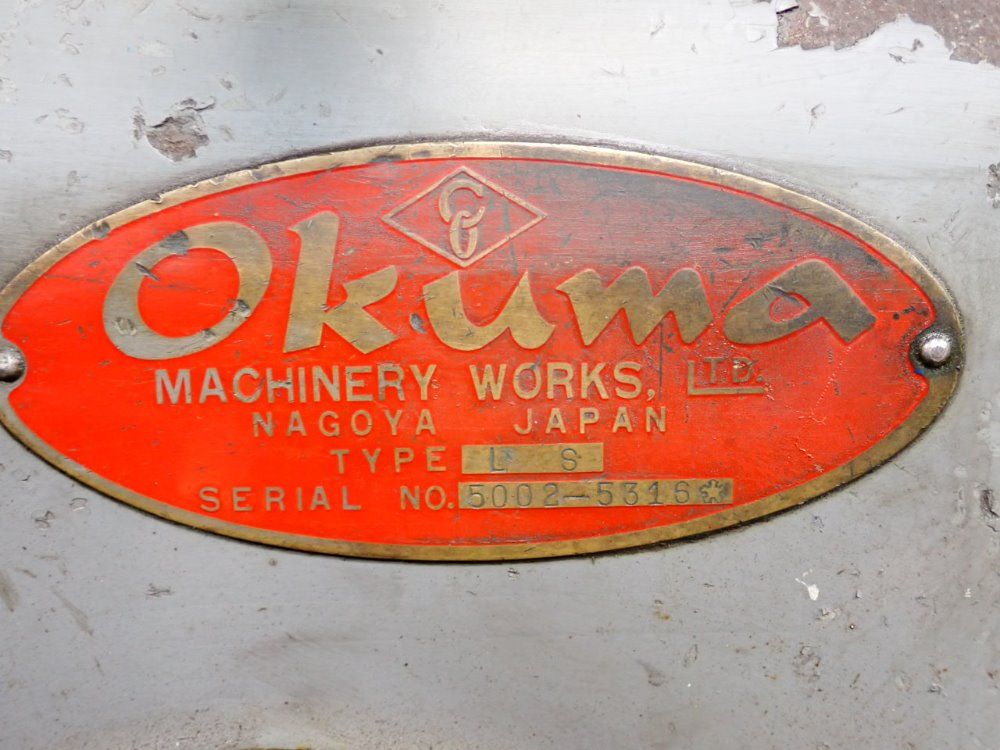 Okuma
MACHINERY WORKS, LTD.
NAGOYA JAPAN
TYPE L S
SERIAL NO. 5002-5316*